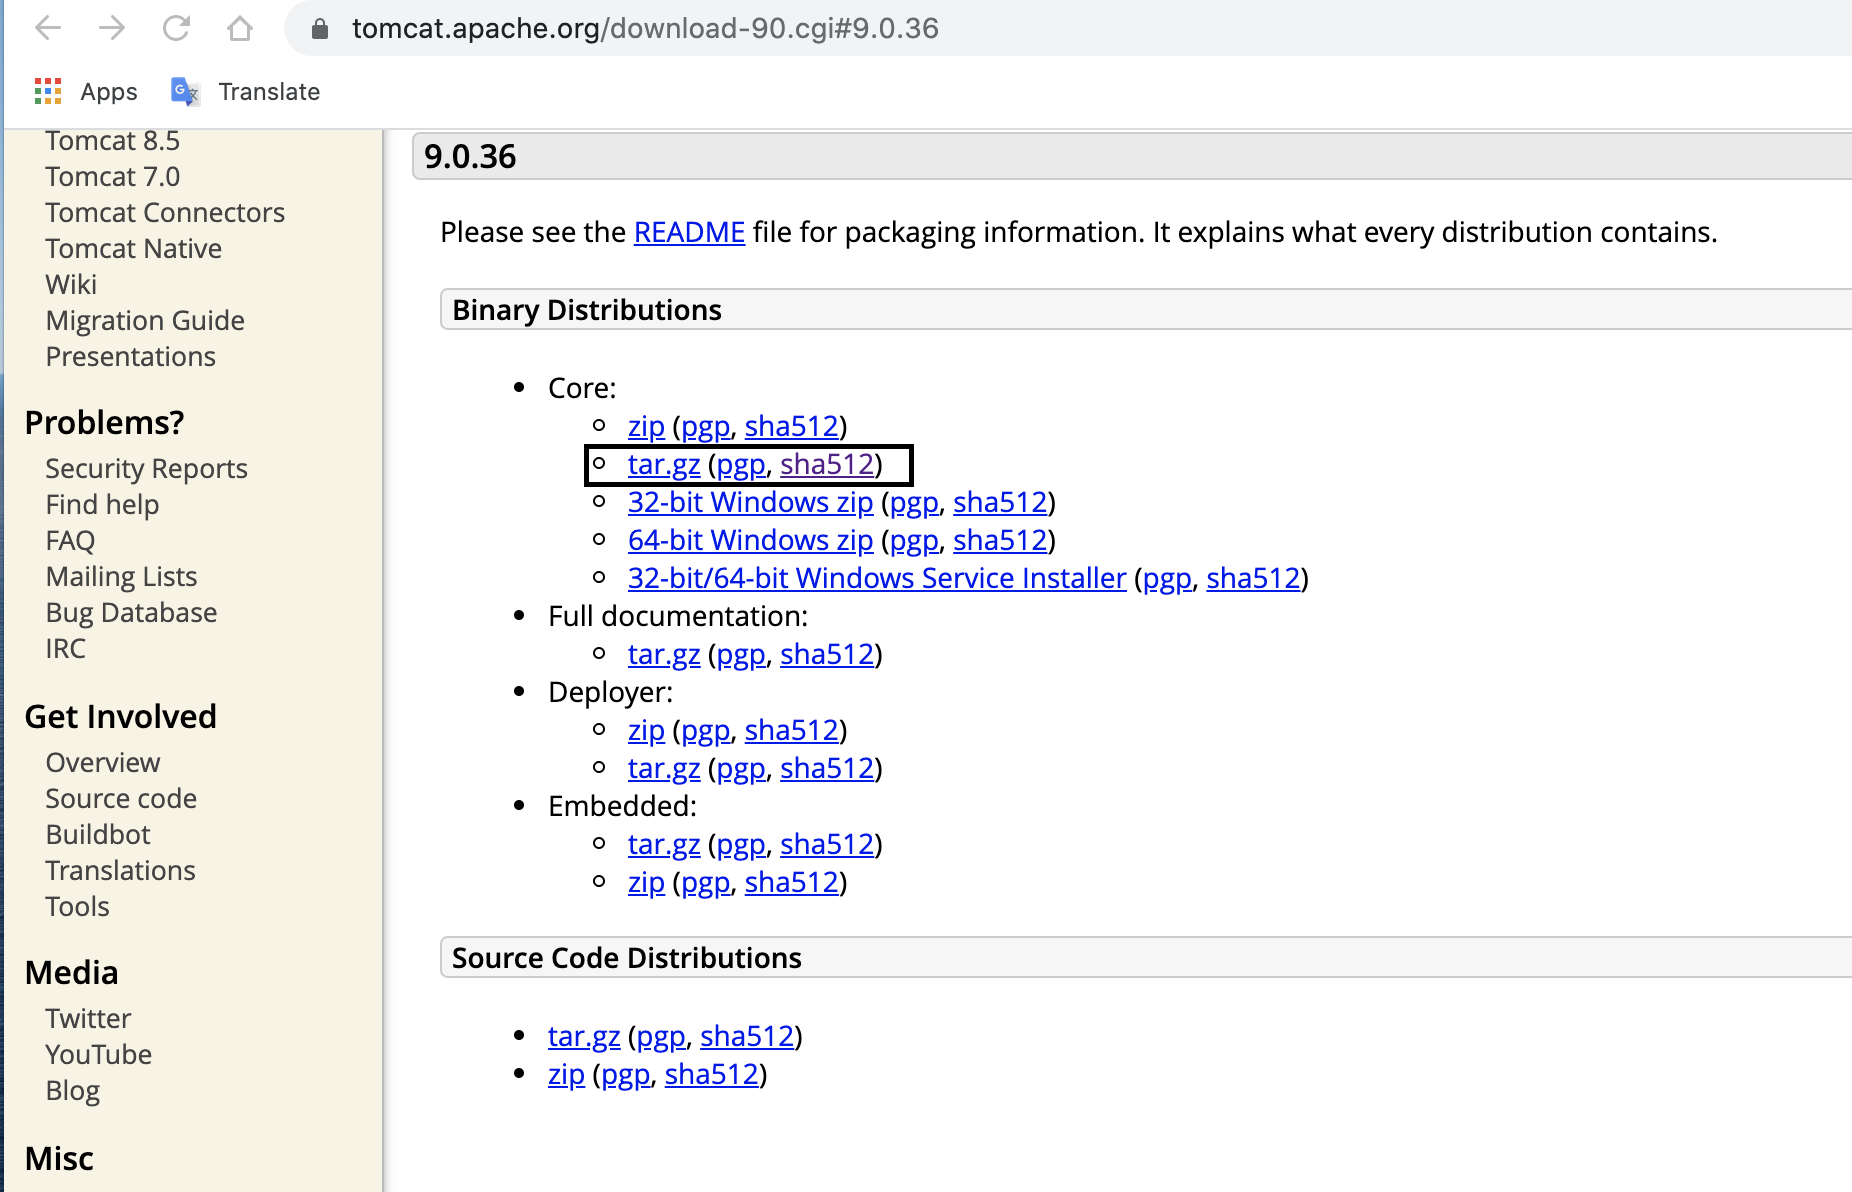 tomcat.apache.org/download-90.cgi#9.0.36
Apps Translate
Tomcat 8.5
Tomcat 7.0
Tomcat Connectors
Tomcat Native
Wiki
Migration Guide
Presentations
Problems?
Security Reports
Find help
FAQ
Mailing Lists
Bug Database
IRC
Get Involved
Overview
Source code
Buildbot
Translations
Tools
Media
Twitter
YouTube
Blog
Misc
9.0.36
Please see the README file for packaging information. It explains what every distribution contains.
Binary Distributions
Core:
zip (pgp, sha512)
tar.gz (pgp, sha512)
32-bit Windows zip (pgp, sha512)
64-bit Windows zip (pgp, sha512)
32-bit/64-bit Windows Service Installer (pgp, sha512)
Full documentation:
tar.gz (pgp, sha512)
Deployer:
zip (pgp, sha512)
tar.gz (pgp, sha512)
Embedded:
tar.gz (pgp, sha512)
zip (pgp, sha512)
Source Code Distributions
tar.gz (pgp, sha512)
zip (pgp, sha512)